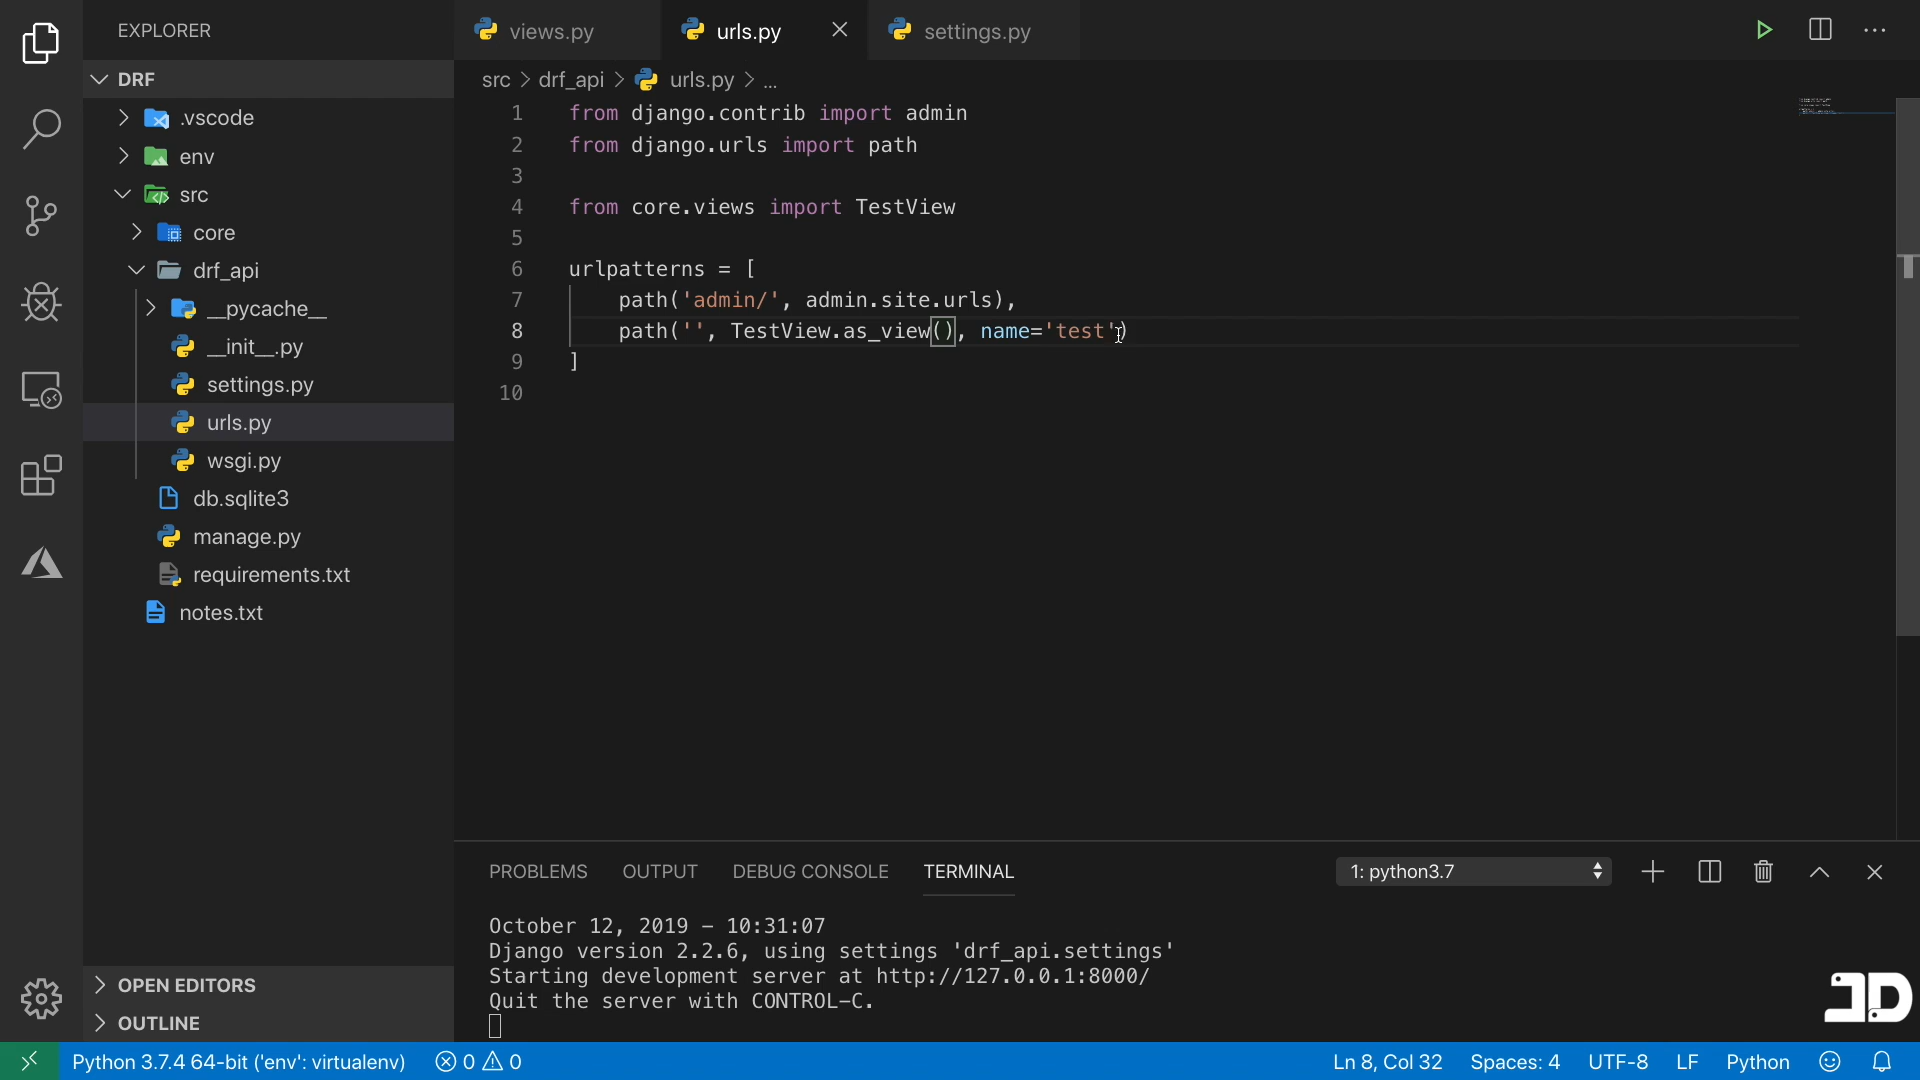 EXPLORER
DRF
.vscode
env
src
core
drf_api
__pycache__
__init__.py
settings.py
urls.py
wsgi.py
db.sqlite3
manage.py
requirements.txt
notes.txt
OPEN EDITORS
OUTLINE
views.py
urls.py
settings.py
src > drf_api > urls.py > ...
1 from django.contrib import admin
2 from django.urls import path
3
4 from core.views import TestView
5
6 urlpatterns = [
7 path('admin/', admin.site.urls),
8 path('', TestView.as_view(), name='test')
9 ]
10
PROBLEMS OUTPUT DEBUG CONSOLE TERMINAL
1: python3.7
October 12, 2019 - 10:31:07
Django version 2.2.6, using settings 'drf_api.settings'
Starting development server at http://127.0.0.1:8000/
Quit the server with CONTROL-C.
JD
Python 3.7.4 64-bit ('env': virtualenv) 0 0
Ln 8, Col 32 Spaces: 4 UTF-8 LF Python